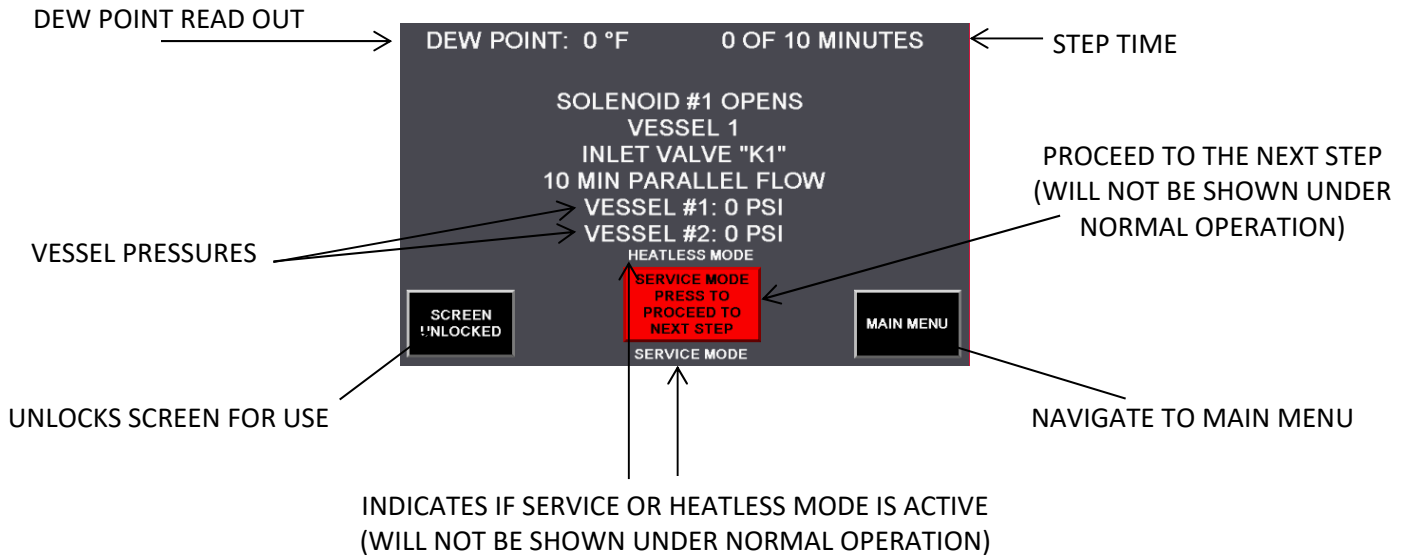 DEW POINT READ OUT
DEW POINT: 0 °F
0 OF 10 MINUTES
STEP TIME
SOLENOID #1 OPENS
VESSEL 1
INLET VALVE "K1"
10 MIN PARALLEL FLOW
VESSEL #1: 0 PSI
VESSEL #2: 0 PSI
HEATLESS MODE
PROCEED TO THE NEXT STEP
(WILL NOT BE SHOWN UNDER
NORMAL OPERATION)
VESSEL PRESSURES
SERVICE MODE
PRESS TO
PROCEED TO
NEXT STEP
SCREEN
UNLOCKED
MAIN MENU
SERVICE MODE
UNLOCKS SCREEN FOR USE
NAVIGATE TO MAIN MENU
INDICATES IF SERVICE OR HEATLESS MODE IS ACTIVE
(WILL NOT BE SHOWN UNDER NORMAL OPERATION)